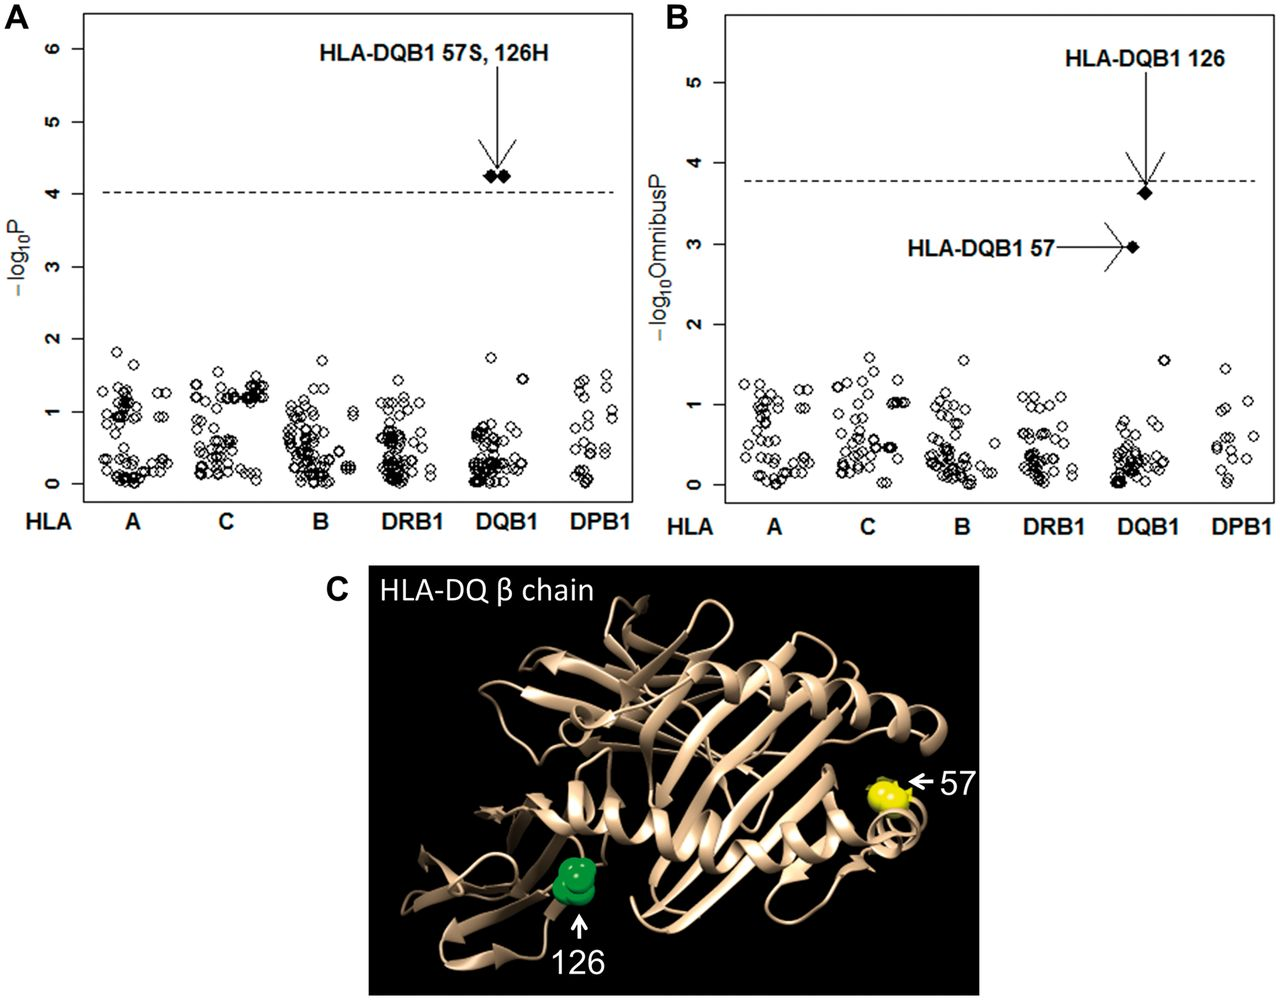 A
HLA-DQB1 57S, 126H
6
5
4
3
2
1
0
−log10P
HLA A C B DRB1 DQB1 DPB1
B
HLA-DQB1 126
HLA-DQB1 57
5
4
3
2
1
0
−log10OmnibusP
HLA A C B DRB1 DQB1 DPB1
C
HLA-DQ β chain
57
126